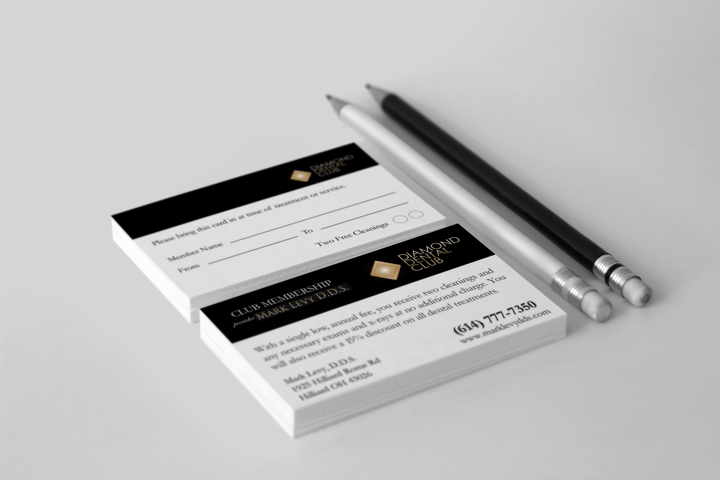 DIAMOND
DENTAL
CLUB
Please bring this card in at time of treatment or service.
Member Name
From To
Two Free Cleanings
DIAMOND
DENTAL
CLUB
CLUB MEMBERSHIP
provider MARK LEVY D.D.S.
With a single low, annual fee, you receive two cleanings and
any necessary exams and x-rays at no additional charge. You
will also receive a 15% discount on all dental treatments.
Mark Levy, D.D.S.
1925 Hilliard Rome Rd
Hilliard OH 43026
(614) 777-7350
www.marklevydds.com